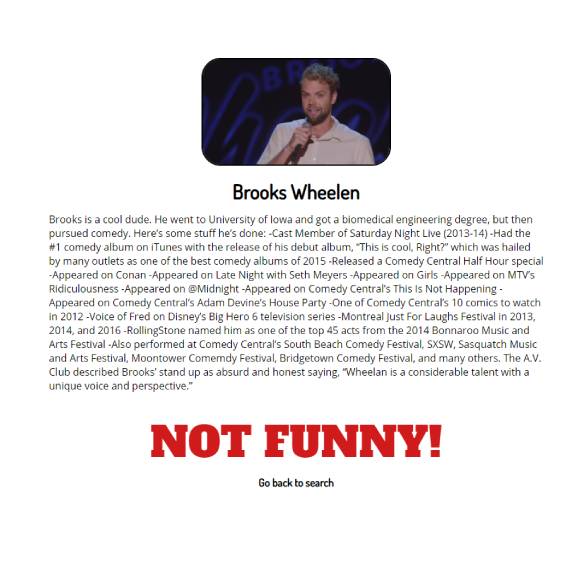 BR
Brooks Wheelen
Brooks is a cool dude. He went to University of Iowa and got a biomedical engineering degree, but then
pursued comedy. Here's some stuff he's done: -Cast Member of Saturday Night Live (2013-14) -Had the
#1 comedy album on iTunes with the release of his debut album, "This is cool, Right?" which was hailed
by many outlets as one of the best comedy albums of 2015 -Released a Comedy Central Half Hour special
-Appeared on Conan -Appeared on Late Night with Seth Meyers -Appeared on Girls -Appeared on MTV's
Ridiculousness -Appeared on @Midnight -Appeared on Comedy Central's This Is Not Happening -
Appeared on Comedy Central's Adam Devine's House Party -One of Comedy Central's 10 comics to watch
in 2012 -Voice of Fred on Disney's Big Hero 6 television series -Montreal Just For Laughs Festival in 2013,
2014, and 2016 -RollingStone named him as one of the top 45 acts from the 2014 Bonnaroo Music and
Arts Festival -Also performed at Comedy Central's South Beach Comedy Festival, SXSW, Sasquatch Music
and Arts Festival, Moontower Comemdy Festival, Bridgetown Comedy Festival, and many others. The A.V.
Club described Brooks' stand up as absurd and honest saying, "Wheelan is a considerable talent with a
unique voice and perspective."
NOT FUNNY!
Go back to search